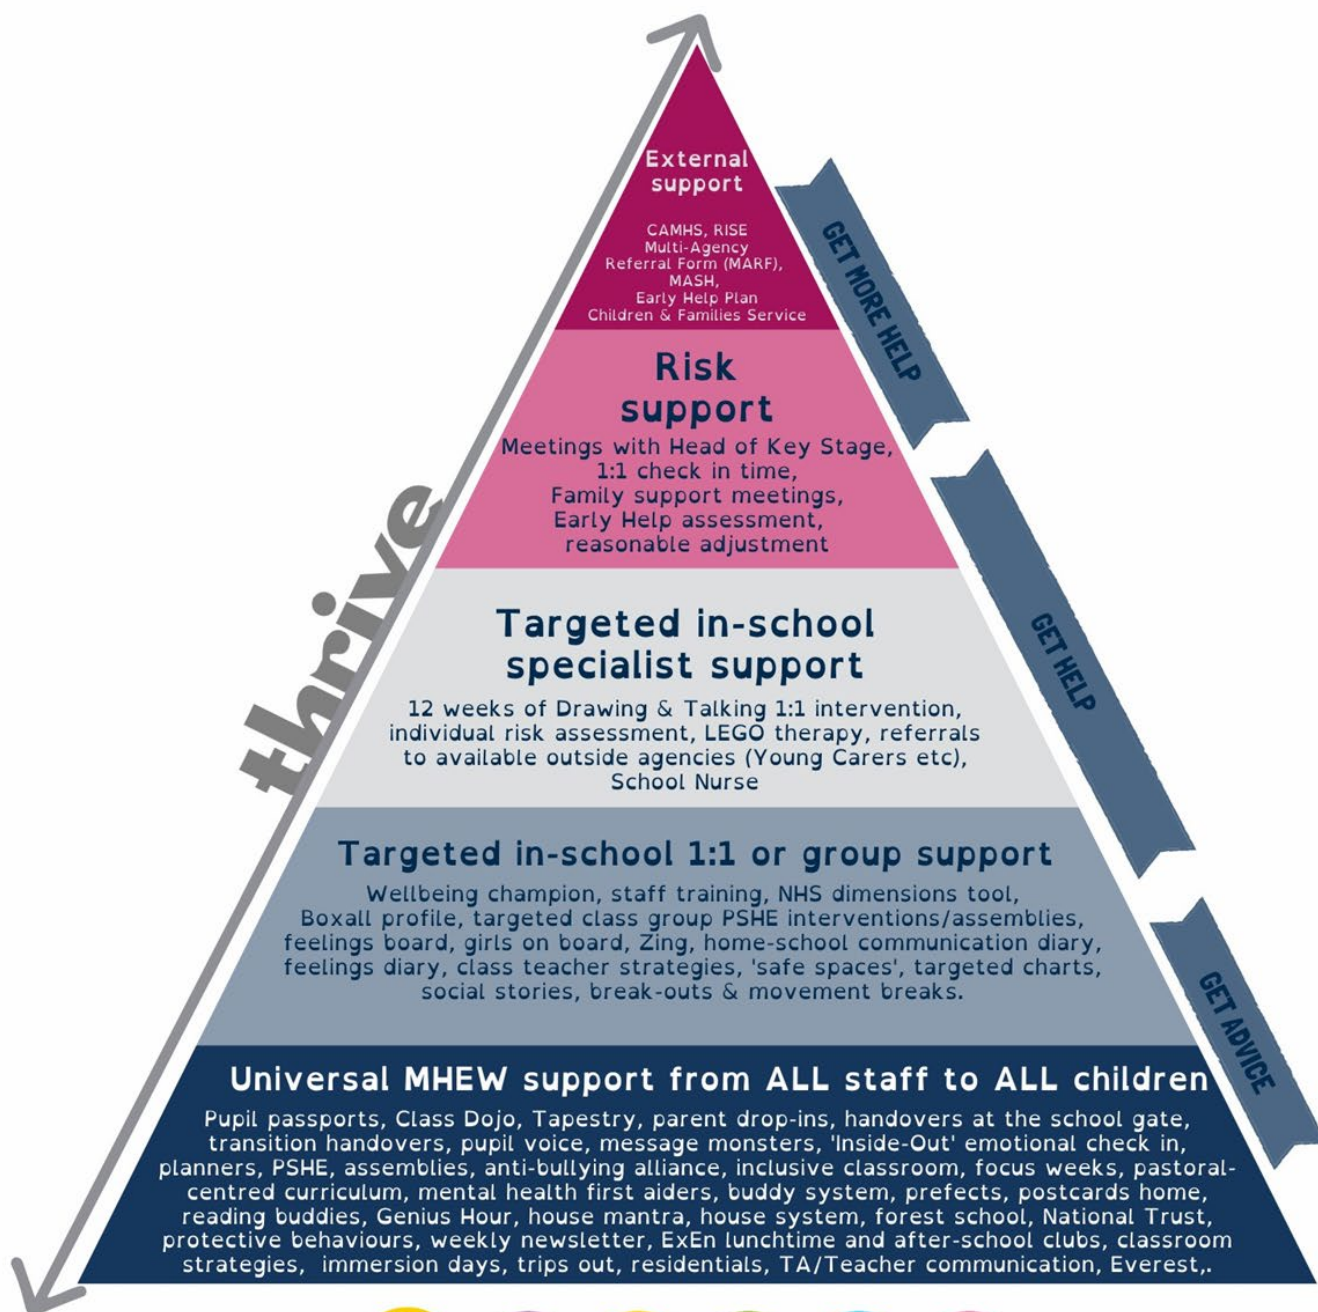 External
support
CAMHS, RISE
Multi-Agency
Referral Form (MARF),
MASH,
Early Help Plan
Children & Families Service
GET MORE HELP
Risk
support
Meetings with Head of Key Stage,
1:1 check in time,
Family support meetings,
Early Help assessment,
reasonable adjustment
thrive
Targeted in-school
specialist support
12 weeks of Drawing & Talking 1:1 intervention,
individual risk assessment, LEGO therapy, referrals
to available outside agencies (Young Carers etc),
School Nurse
GET HELP
Targeted in-school 1:1 or group support
Wellbeing champion, staff training, NHS dimensions tool,
Boxall profile, targeted class group PSHE interventions/assemblies,
feelings board, girls on board, Zing, home-school communication diary,
feelings diary, class teacher strategies, 'safe spaces', targeted charts,
social stories, break-outs & movement breaks.
GET ADVICE
Universal MHEW support from ALL staff to ALL children
Pupil passports, Class Dojo, Tapestry, parent drop-ins, handovers at the school gate,
transition handovers, pupil voice, message monsters, 'Inside-Out' emotional check in,
planners, PSHE, assemblies, anti-bullying alliance, inclusive classroom, focus weeks, pastoral-
centred curriculum, mental health first aiders, buddy system, prefects, postcards home,
reading buddies, Genius Hour, house mantra, house system, forest school, National Trust,
protective behaviours, weekly newsletter, ExEn lunchtime and after-school clubs, classroom
strategies,  immersion days, trips out, residentials, TA/Teacher communication, Everest,.